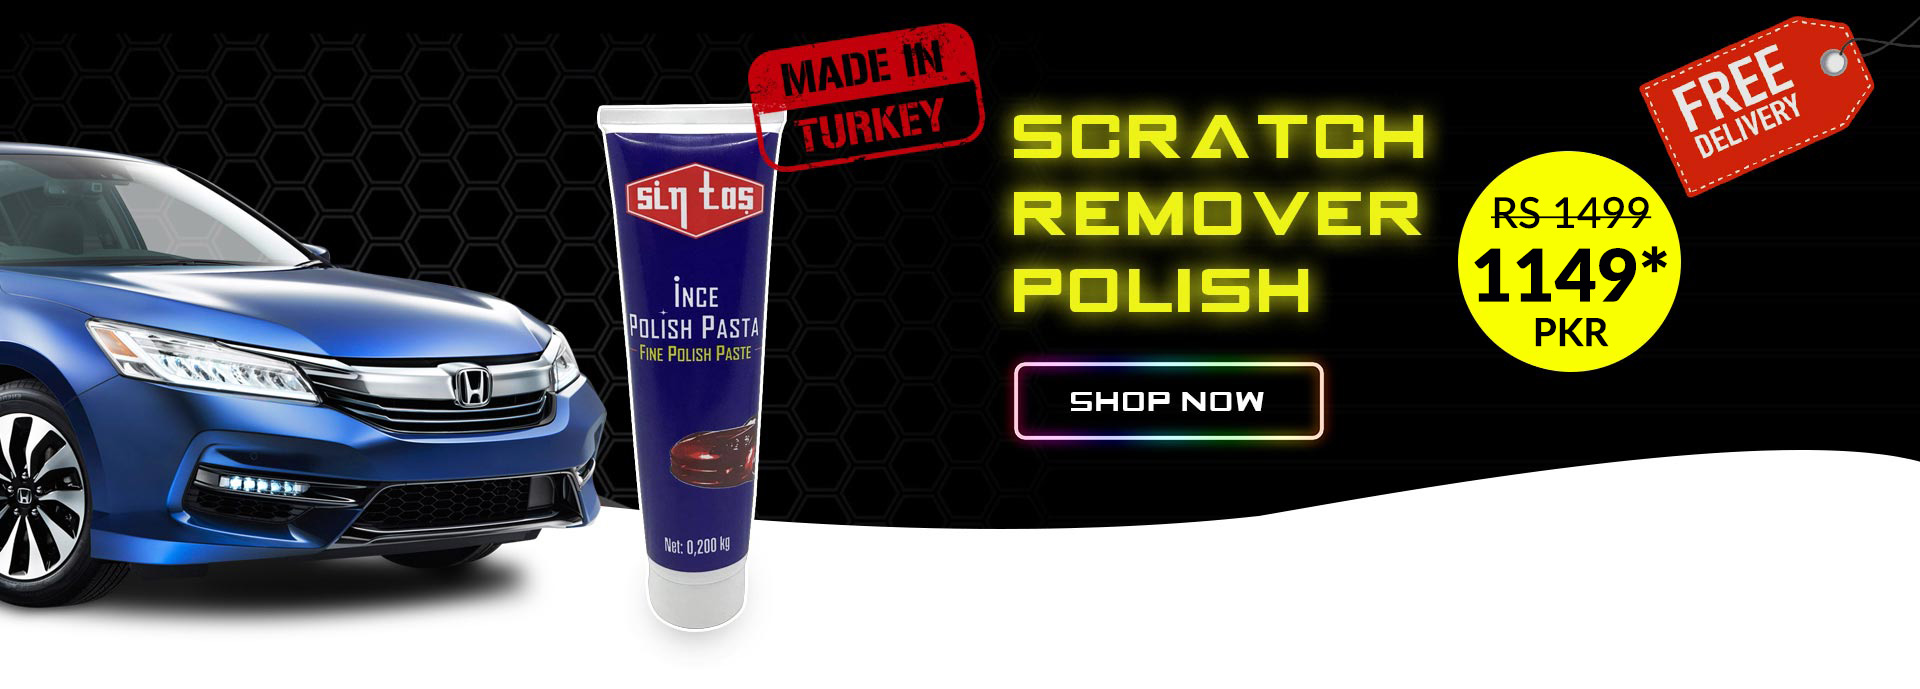 MADE IN
TURKEY
sin taş
İNCE
POLISH PASTA
FINE POLISH PASTE
Net: 0,200 kg
SCRATCH
REMOVER
POLISH
SHOP NOW
RS 1499
1149*
PKR
FREE
DELIVERY